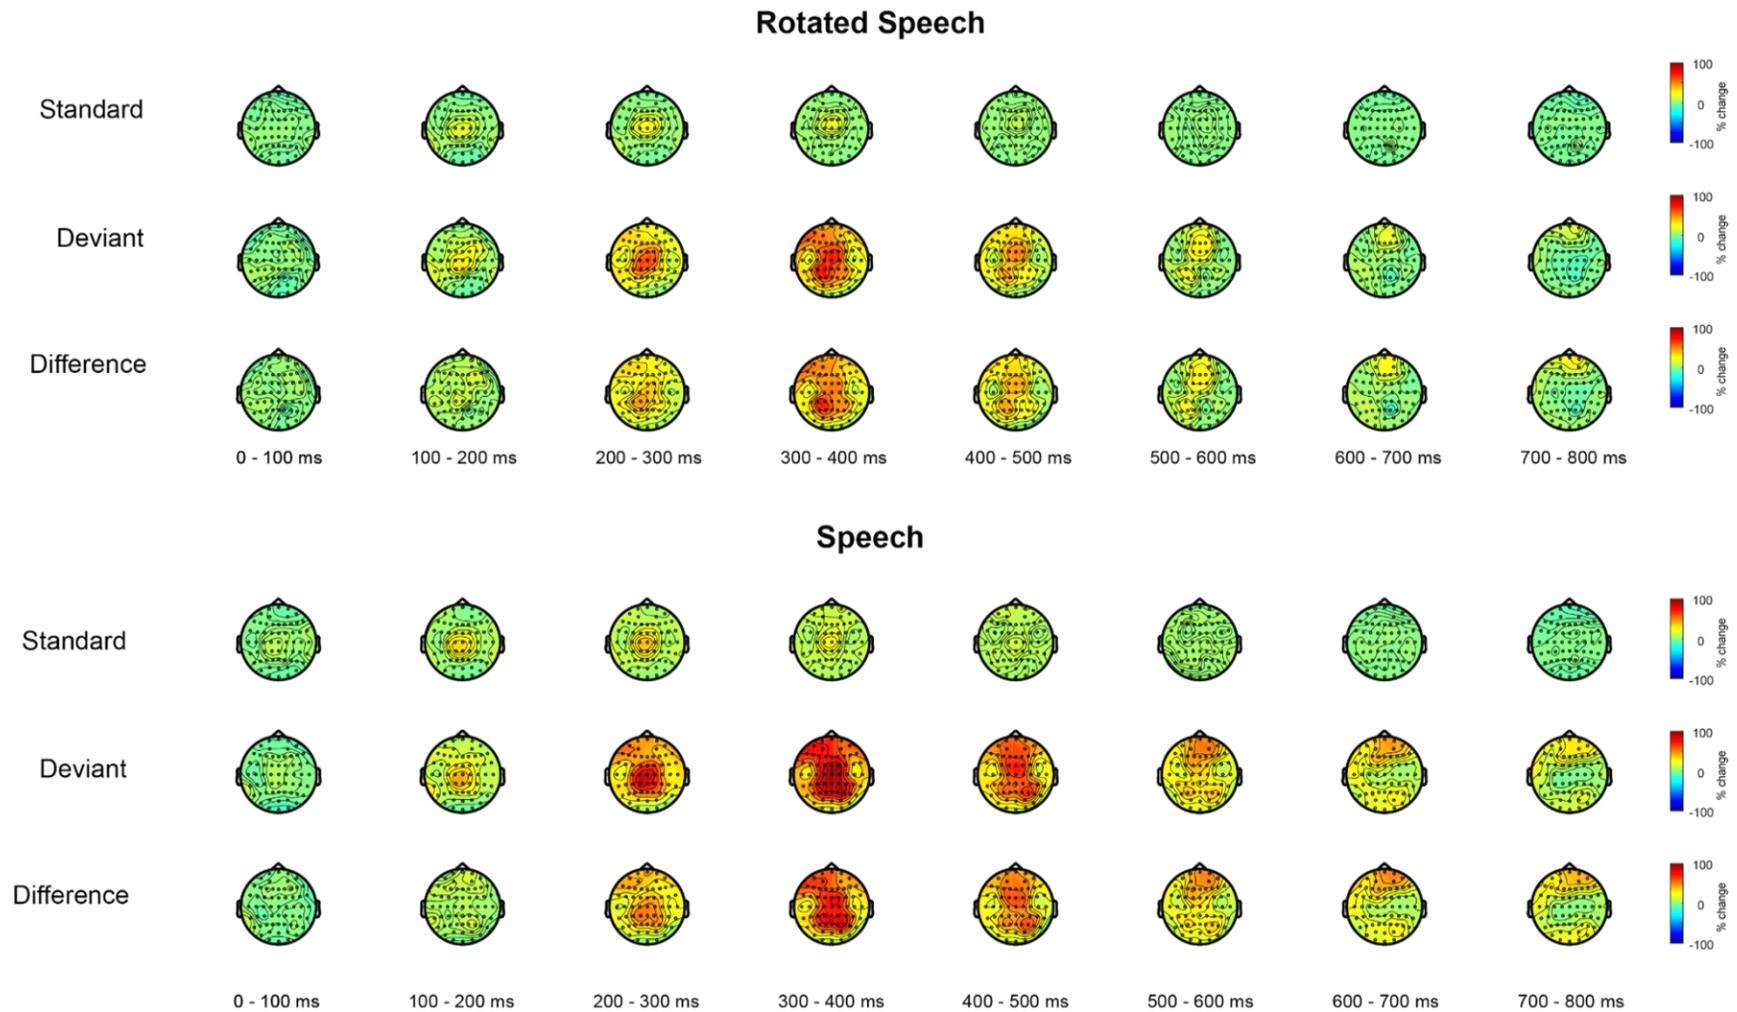 Rotated Speech
Standard
100
0
-100
% change
Deviant
100
0
-100
% change
Difference
100
0
-100
% change
0 - 100 ms 100 - 200 ms 200 - 300 ms 300 - 400 ms 400 - 500 ms 500 - 600 ms 600 - 700 ms 700 - 800 ms
Speech
Standard
100
0
-100
% change
Deviant
100
0
-100
% change
Difference
100
0
-100
% change
0 - 100 ms 100 - 200 ms 200 - 300 ms 300 - 400 ms 400 - 500 ms 500 - 600 ms 600 - 700 ms 700 - 800 ms